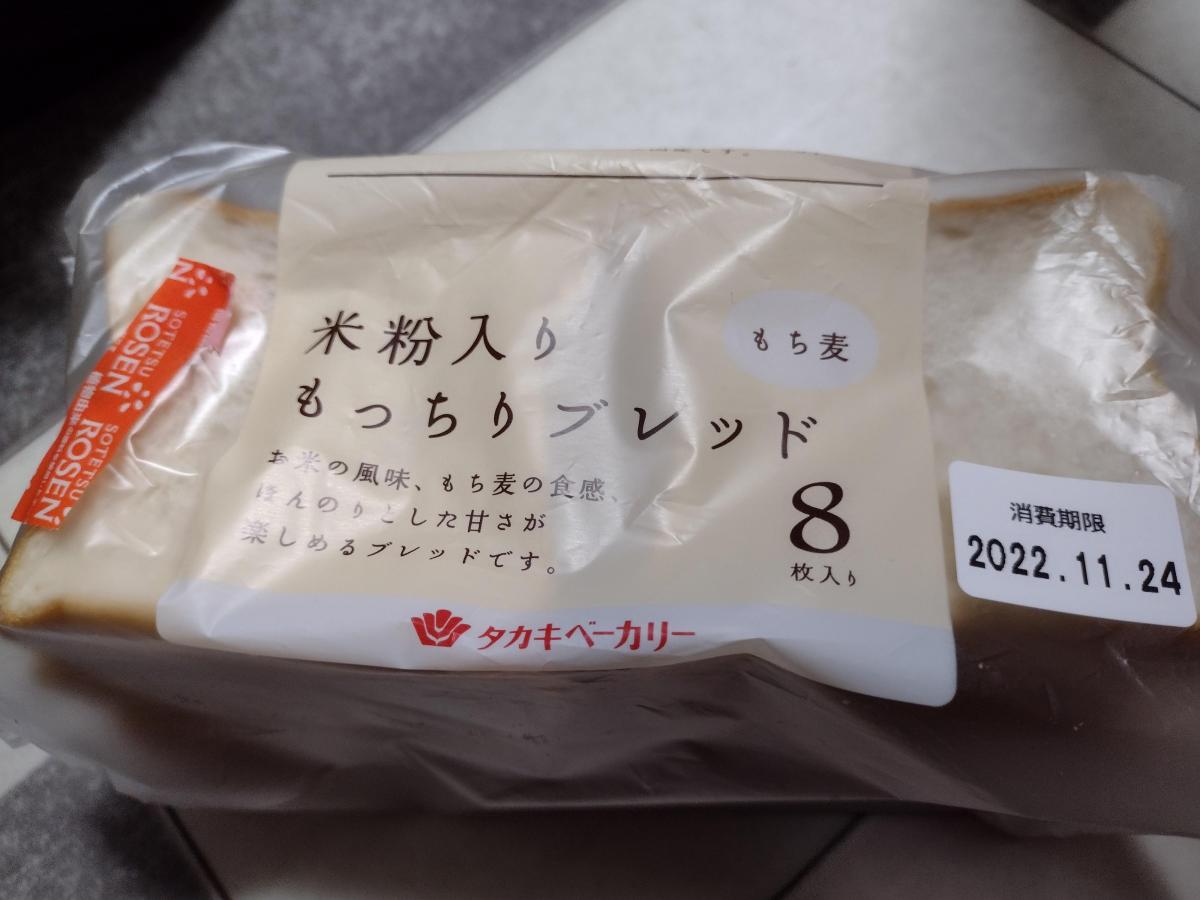 米粉入り
もっちりブレッド
もち麦
お米の風味、もち麦の食感、
ほんのりとした甘さが
楽しめるブレッドです。
8
枚入り
タカキベーカリー
消費期限
2022.11.24
SOTETSU
ROSEN
SOTETSU
ROSEN